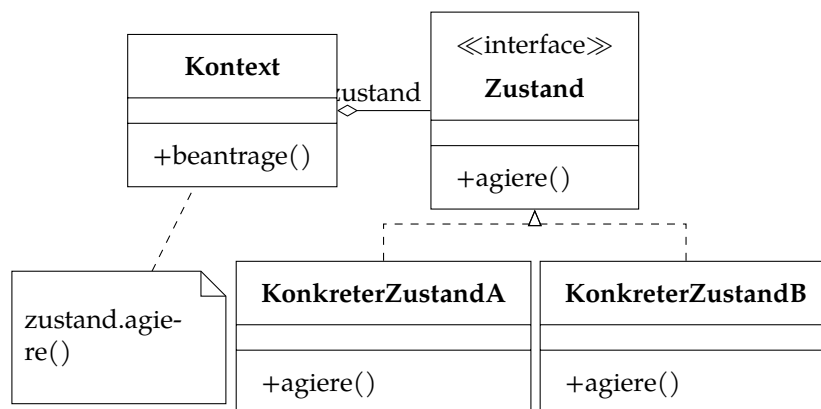 ≪interface≫
Kontext
Zustand
zustand
+beantrage()
+agiere()
zustand.agie-
re()
KonkreterZustandA
+agiere()
KonkreterZustandB
+agiere()